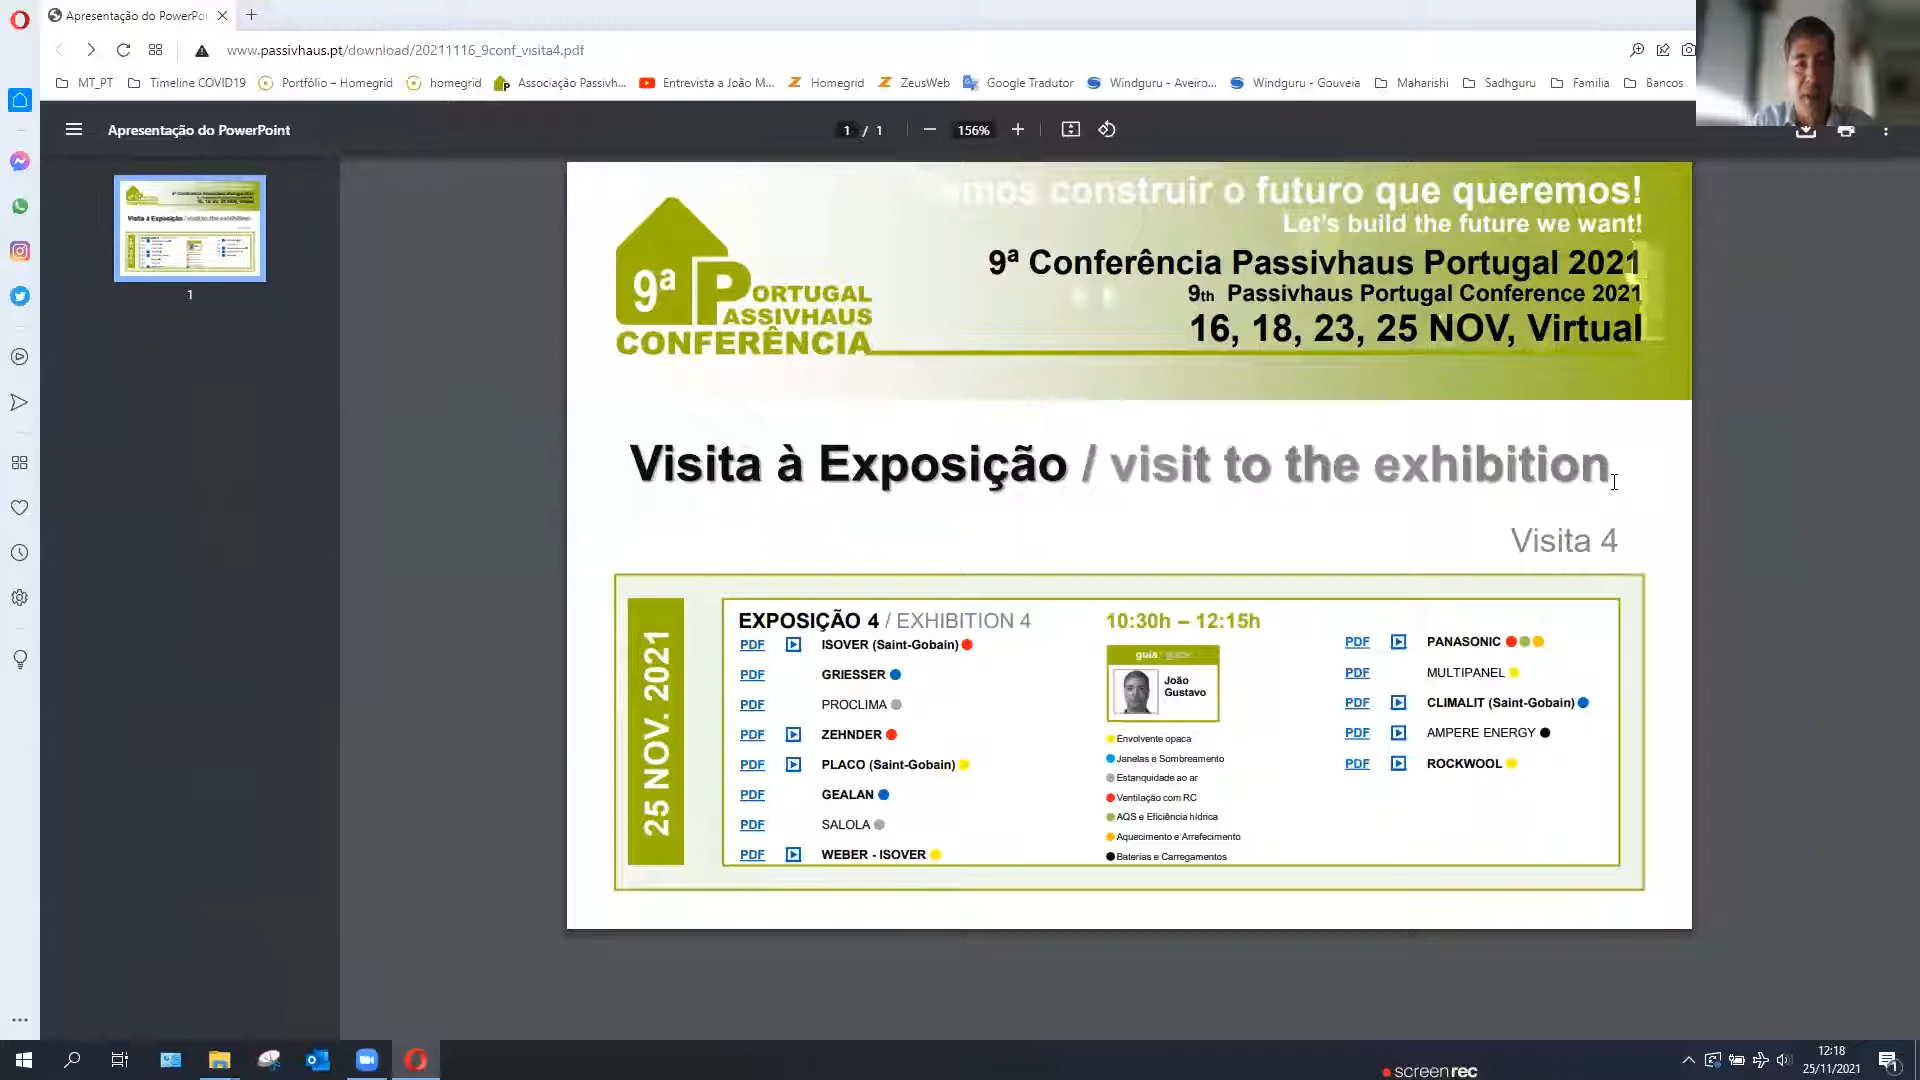 Apresentação do PowerPoi
www.passivhaus.pt/download/20211116_9conf_visita4.pdf
MT_PT
Timeline COVID19
Portfólio – Homegrid
homegrid
Associação Passivh...
Entrevista a João M...
Homegrid
ZeusWeb
Google Tradutor
Windguru - Aveiro...
Windguru - Gouveia
Maharishi
Sadhguru
Familia
Bancos
Apresentação do PowerPoint
1 / 1
156%
1
mos construir o futuro que queremos!
Let's build the future we want!
9ª Conferência Passivhaus Portugal 2021
9th Passivhaus Portugal Conference 2021
16, 18, 23, 25 NOV, Virtual
9ª PORTUGAL
PASSIVHAUS
CONFERÊNCIA
Visita à Exposição / visit to the exhibition
Visita 4
25 NOV. 2021
EXPOSIÇÃO 4 / EXHIBITION 4
PDF ISOVER (Saint-Gobain)
PDF GRIESSER
PDF PROCLIMA
PDF ZEHNDER
PDF PLACO (Saint-Gobain)
PDF GEALAN
PDF SALOLA
PDF WEBER - ISOVER
10:30h – 12:15h
guia
João
Gustavo
Envolvente opaca
Janelas e Sombreamento
Estanquidade ao ar
Ventilação com RC
AQS e Eficiência hídrica
Aquecimento e Arrefecimento
Baterias e Carregamentos
PDF PANASONIC
PDF MULTIPANEL
PDF CLIMALIT (Saint-Gobain)
PDF AMPERE ENERGY
PDF ROCKWOOL
screenrec
12:18
25/11/2021
1